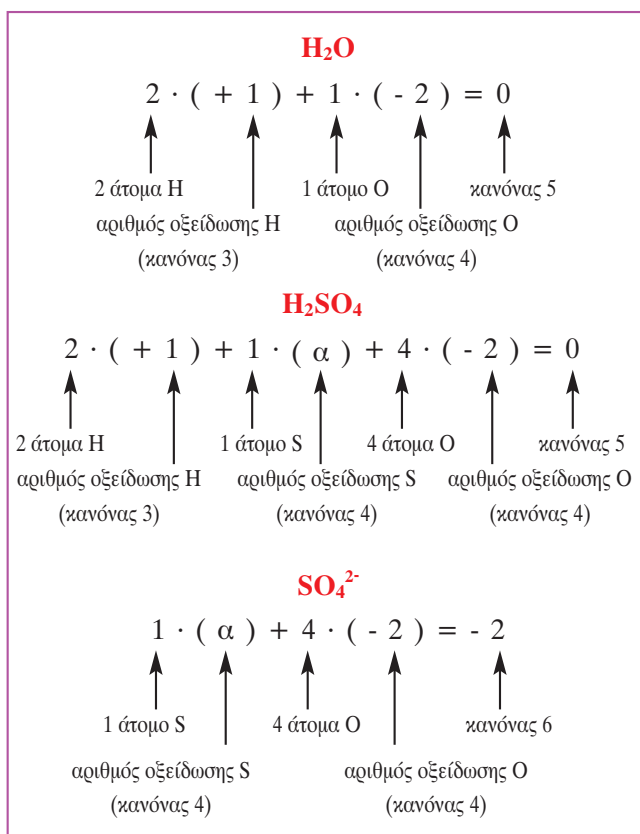 H₂O
2 · ( + 1 ) + 1 · ( - 2 ) = 0
2 άτομα H 1 άτομο O κανόνας 5
αριθμός οξείδωσης H αριθμός οξείδωσης O
(κανόνας 3) (κανόνας 4)
H₂SO₄
2 · ( + 1 ) + 1 · ( α ) + 4 · ( - 2 ) = 0
2 άτομα H 1 άτομο S 4 άτομα O κανόνας 5
αριθμός οξείδωσης H αριθμός οξείδωσης S αριθμός οξείδωσης O
(κανόνας 3) (κανόνας 4) (κανόνας 4)
SO₄²⁻
1 · ( α ) + 4 · ( - 2 ) = - 2
1 άτομο S 4 άτομα O κανόνας 6
αριθμός οξείδωσης S αριθμός οξείδωσης O
(κανόνας 4) (κανόνας 4)